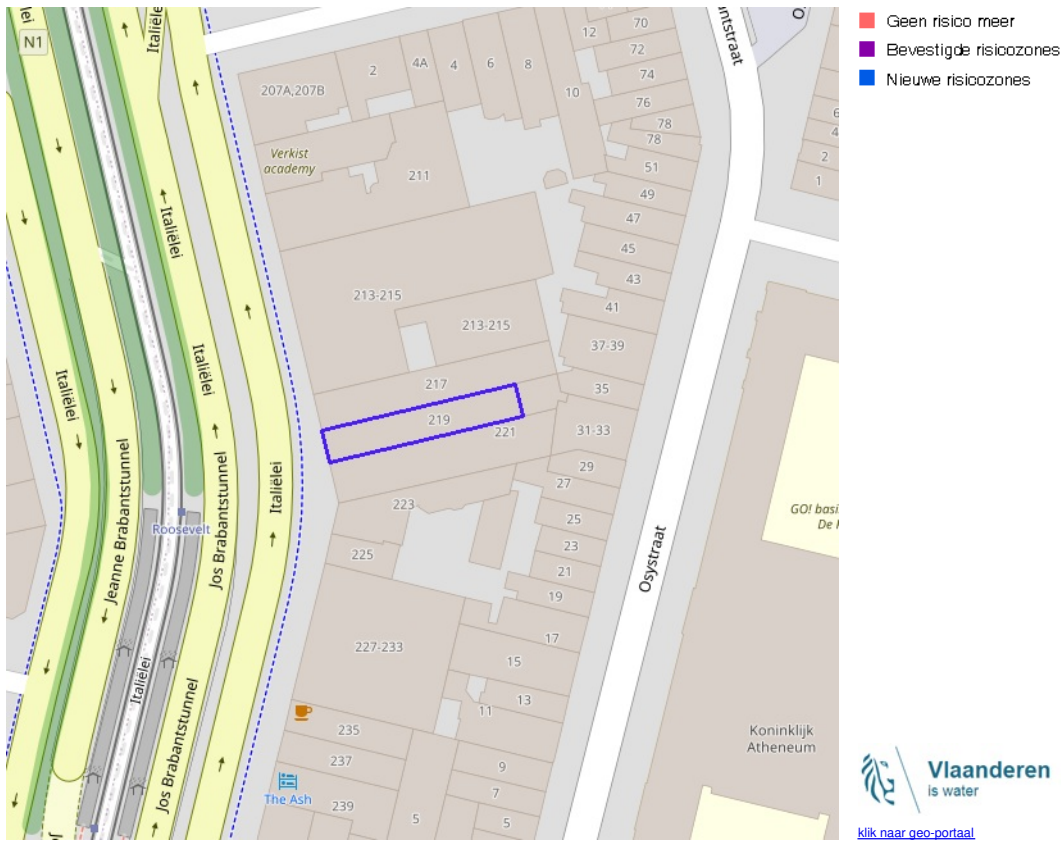 Geen risico meer
Bevestigde risicozones
Nieuwe risicozones
N1
Italiëlei
207A,207B
2
4A
4
6
8
10
12
70
72
74
76
78
78
51
49
47
45
43
41
37-39
35
31-33
29
27
25
23
21
19
17
15
13
11
9
7
5
5
Verkist
academy
211
213-215
213-215
217
219
221
223
225
227-233
235
237
239
2
1
Italiëlei
Italiëlei
Italiëlei
Italiëlei
Italiëlei
Jeanne Brabantstunnel
Jos Brabantstunnel
Jos Brabantstunnel
Roosevelt
Osystraat
The Ash
Koninklijk
Atheneum
GO!
De
Vlaanderen
is water
klik naar geo-portaal